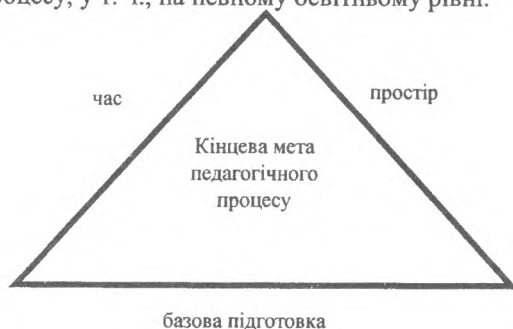 процесу, у т. ч., на певному освітньому рівні.
час
простір
Кінцева мета
педагогічного
процесу
базова підготовка